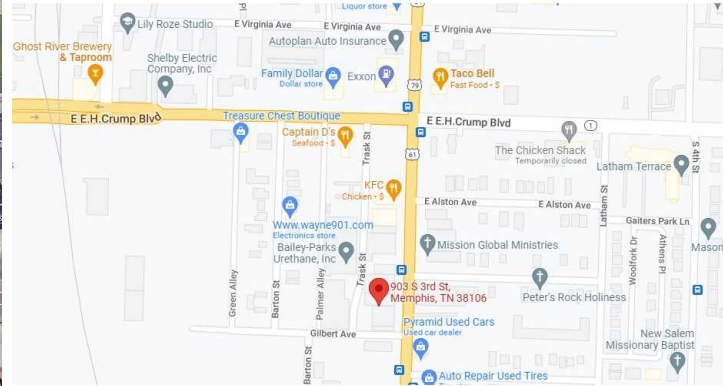 Liquor store
Lily Roze Studio
E Virginia Ave
E Virginia Ave
E Virginia Ave
Autoplan Auto Insurance
Ghost River Brewery
& Taproom
Shelby Electric
Company, Inc
Family Dollar
Dollar store
Exxon
Taco Bell
Fast Food • $
79
E E.H.Crump Blvd
Treasure Chest Boutique
E E.H.Crump Blvd
1
Captain D's
Seafood • $
Trask St
61
The Chicken Shack
Temporarily closed
Latham Terrace
S 4th St
KFC
Chicken • $
E Alston Ave
E Alston Ave
Latham St
Gaiters Park Ln
Www.wayne901.com
Electronics store
Bailey-Parks
Urethane, Inc
Mission Global Ministries
Mason
Green Alley
Barton St
Palmer Alley
Trask St
Woolfork Dr
Athens Pl
903 S 3rd St,
Memphis, TN 38106
Peter's Rock Holiness
Gilbert Ave
Pyramid Used Cars
Used car dealer
New Salem
Missionary Baptist
Barton St
Auto Repair Used Tires